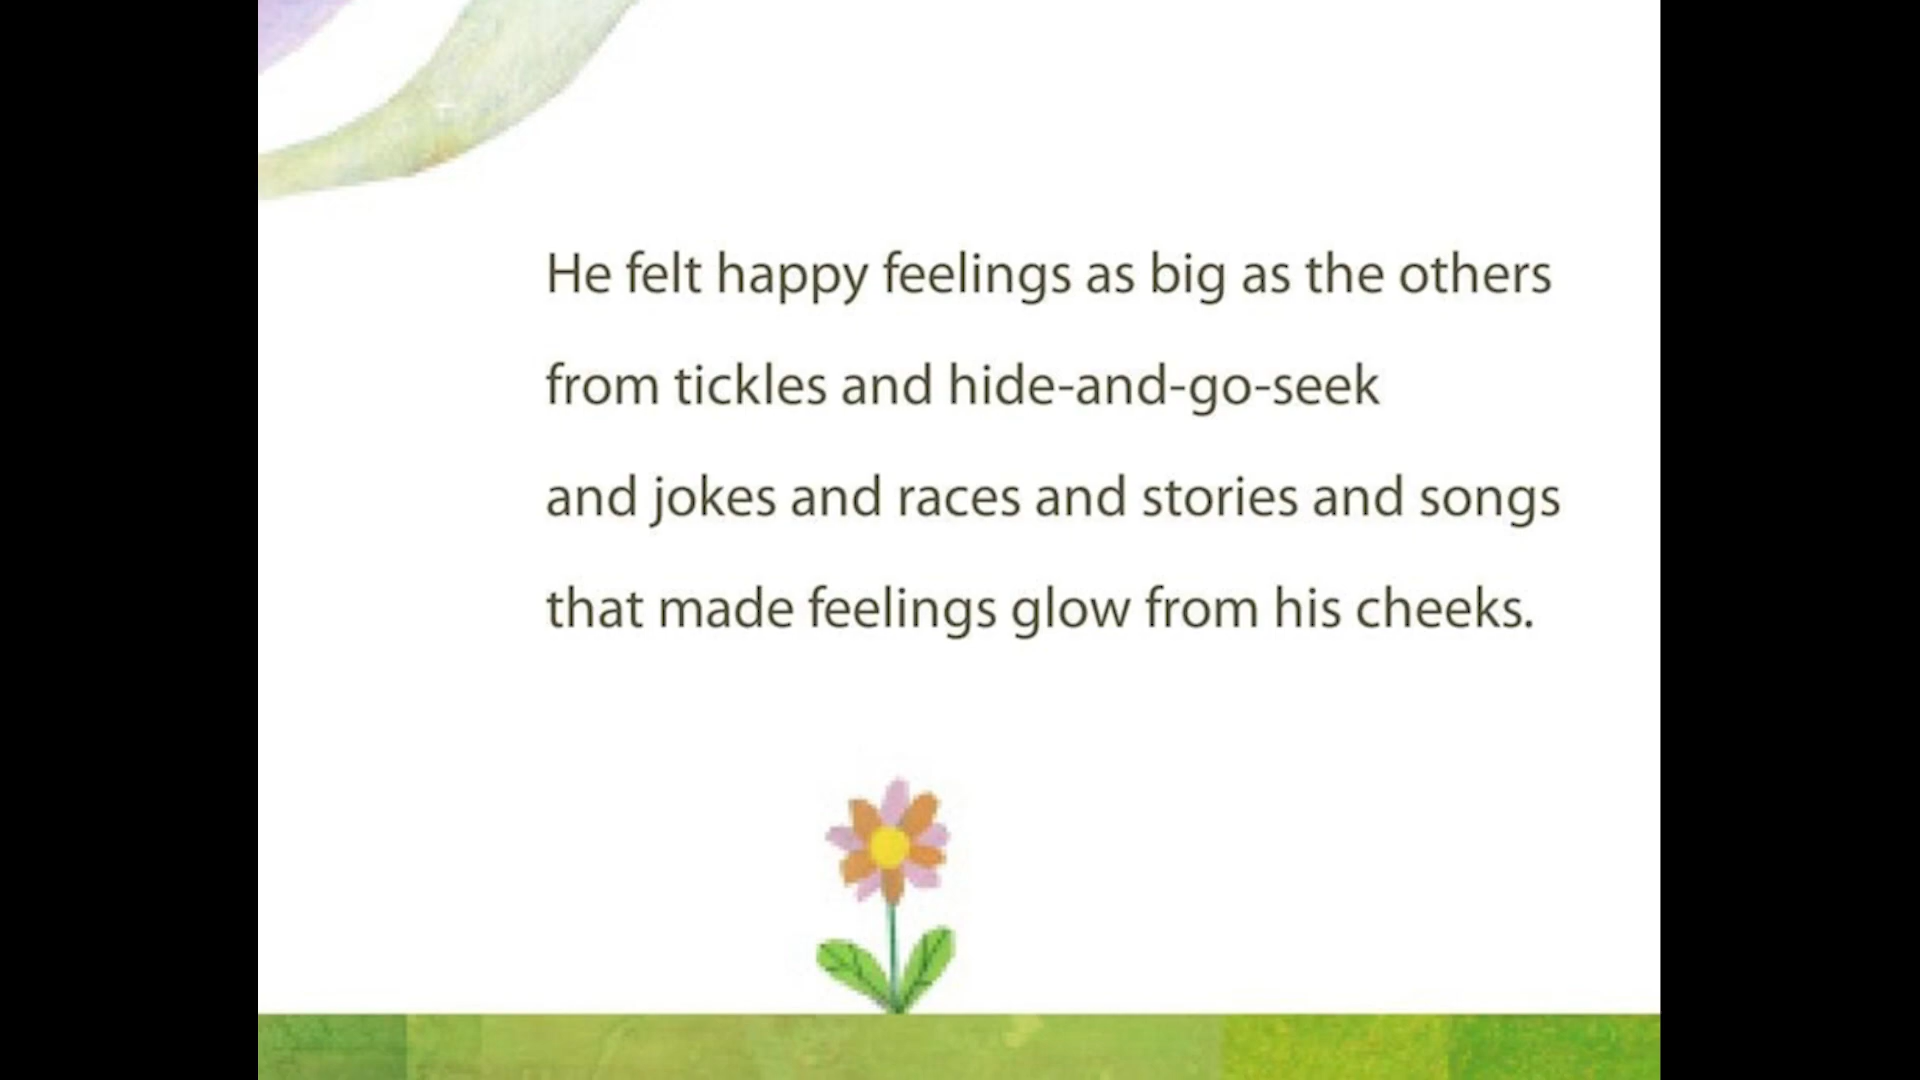 He felt happy feelings as big as the others
from tickles and hide-and-go-seek
and jokes and races and stories and songs
that made feelings glow from his cheeks.